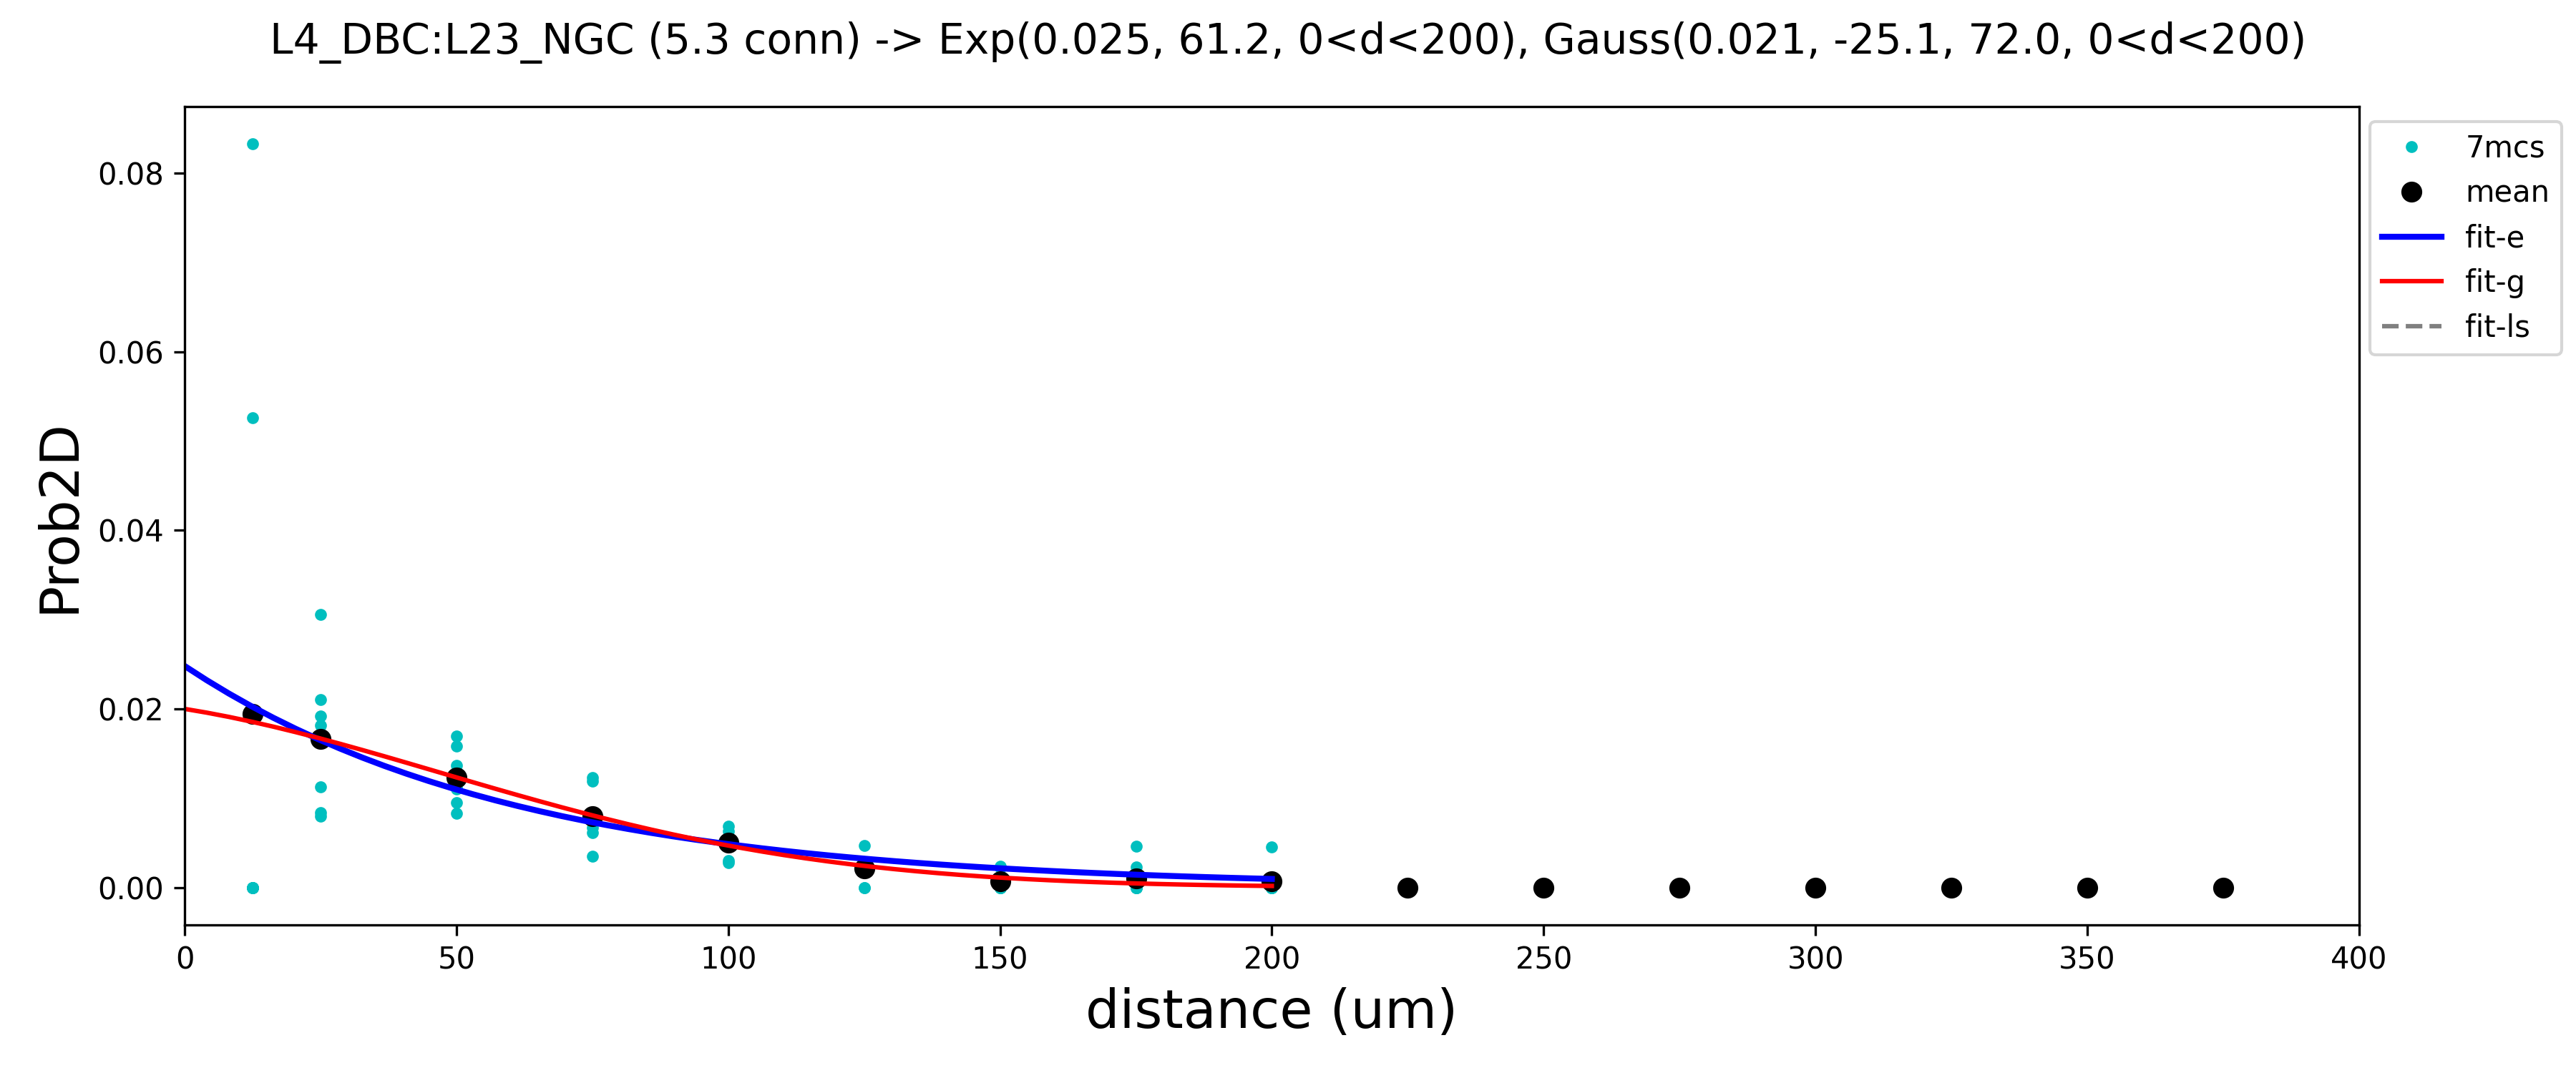 L4_DBC:L23_NGC (5.3 conn) -> Exp(0.025, 61.2, 0<d<200), Gauss(0.021, -25.1, 72.0, 0<d<200)
7mcs
mean
fit-e
fit-g
fit-ls
Prob2D
0.08
0.06
0.04
0.02
0.00
0 50 100 150 200 250 300 350 400
distance (um)